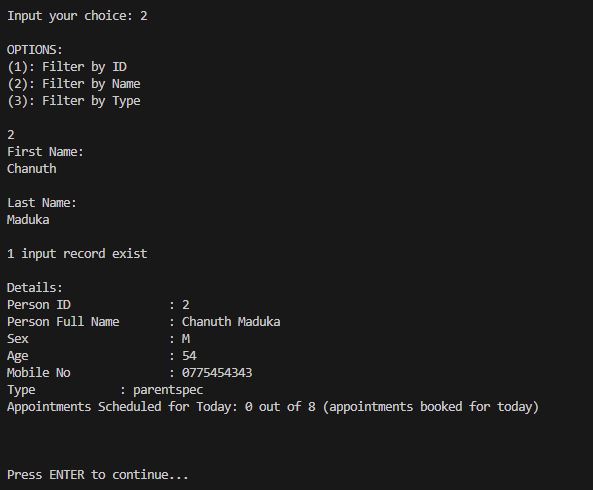 Input your choice: 2
OPTIONS:
(1): Filter by ID
(2): Filter by Name
(3): Filter by Type
2
First Name:
Chanuth
Last Name:
Maduka
1 input record exist
Details:
Person ID              : 2
Person Full Name       : Chanuth Maduka
Sex                    : M
Age                    : 54
Mobile No              : 0775454343
Type            : parentspec
Appointments Scheduled for Today: 0 out of 8 (appointments booked for today)
Press ENTER to continue...